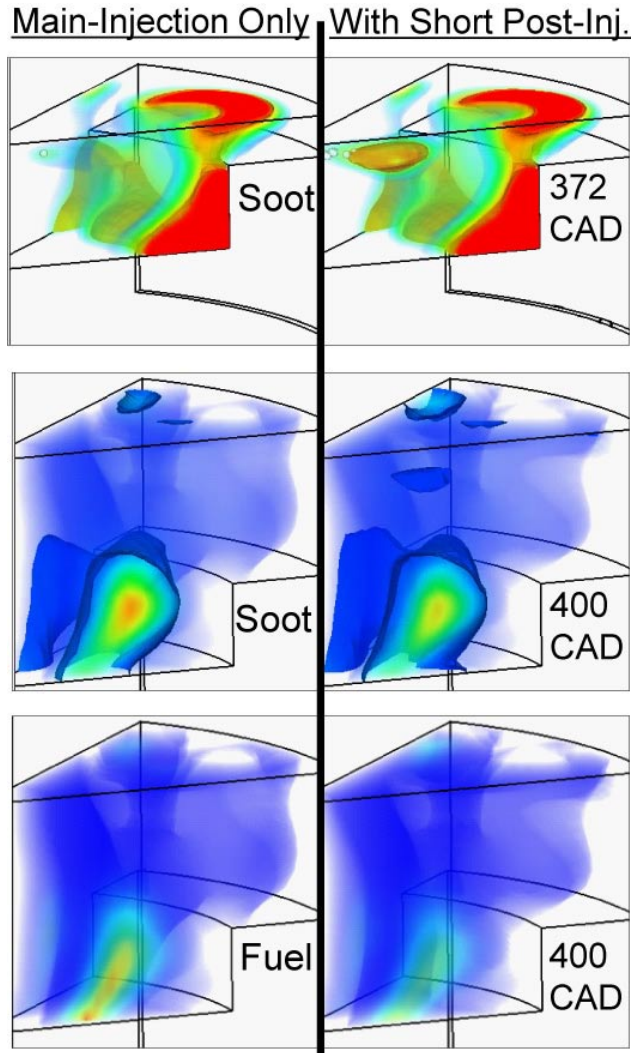 Main-Injection Only
With Short Post-Inj.
Soot
372
CAD
Soot
400
CAD
Fuel
400
CAD